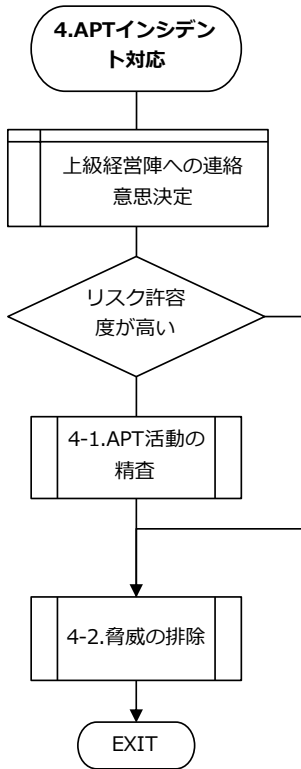 4.APTインシデン
ト対応
上級経営陣への連絡
意思決定
リスク許容
度が高い
4-1.APT活動の
精査
4-2.脅威の排除
EXIT